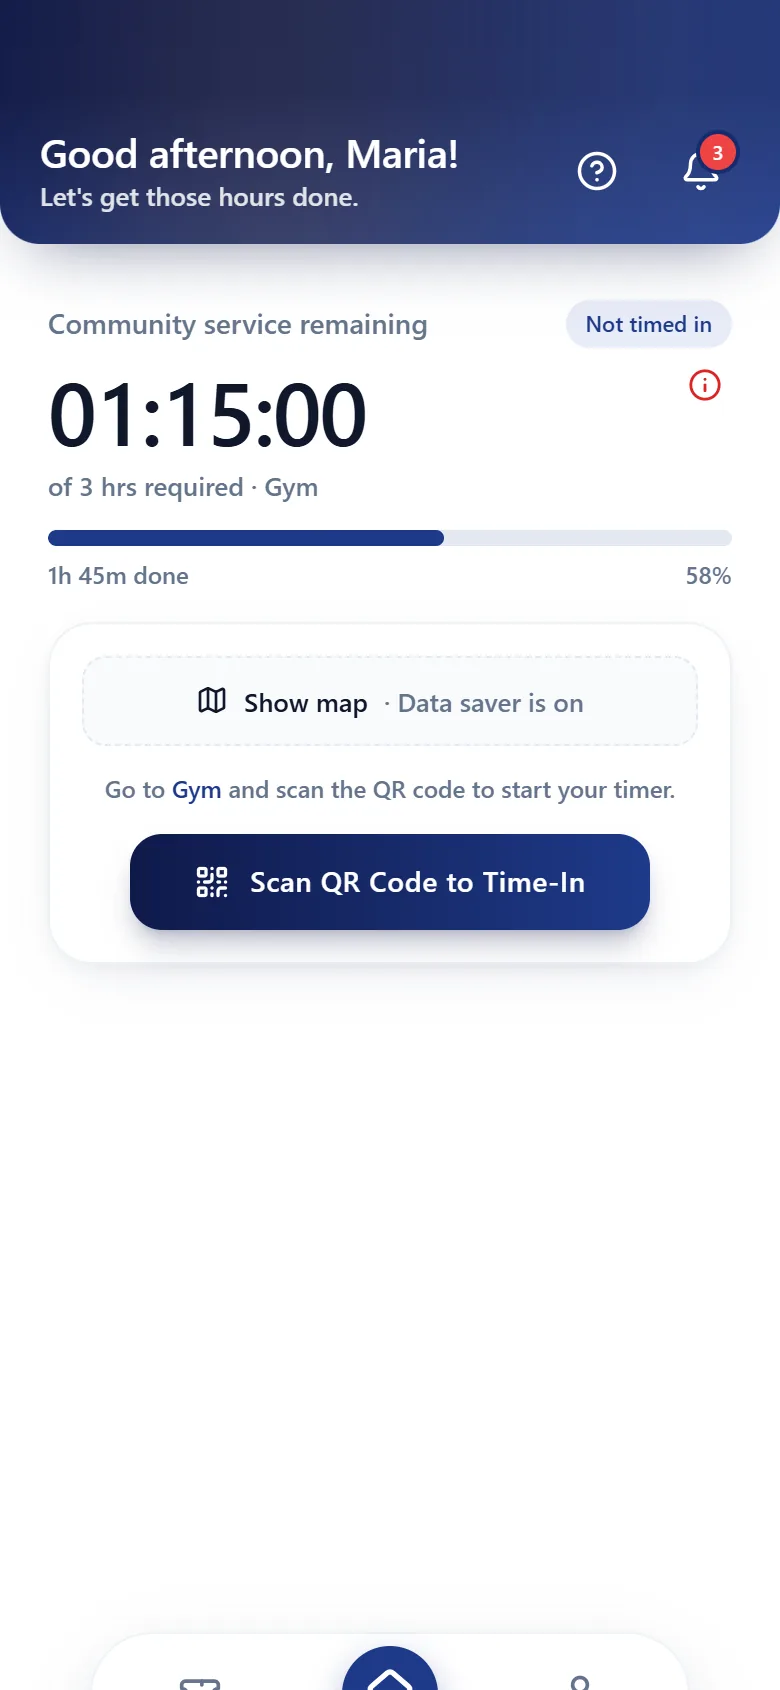 Good afternoon, Maria!
Let's get those hours done.
3
Community service remaining
Not timed in
01:15:00
of 3 hrs required · Gym
1h 45m done
58%
Show map · Data saver is on
Go to Gym and scan the QR code to start your timer.
Scan QR Code to Time-In